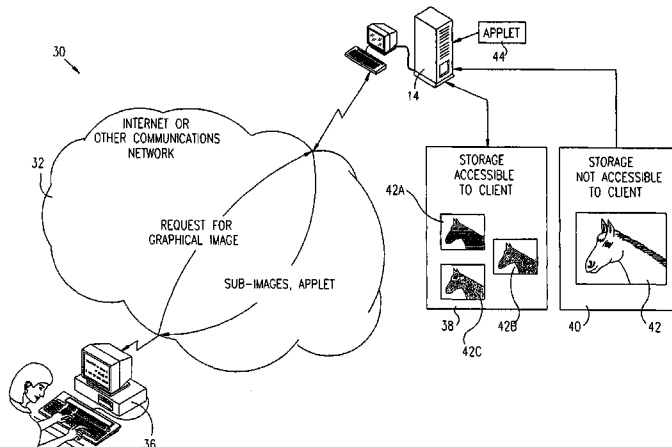 30
APPLET
44
14
INTERNET OR
OTHER COMMUNICATIONS
NETWORK
32
REQUEST FOR
GRAPHICAL IMAGE
SUB-IMAGES, APPLET
STORAGE
ACCESSIBLE
TO CLIENT
42A
38
42B
42C
STORAGE
NOT ACCESSIBLE
TO CLIENT
40
42
36